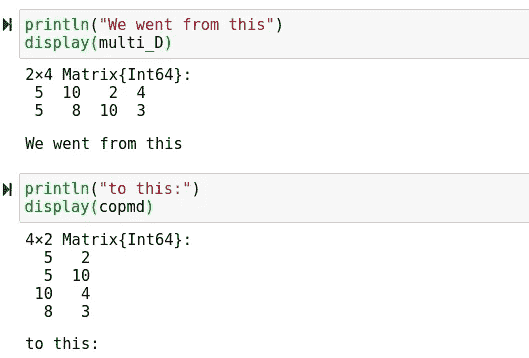 println("We went from this")
display(multi_D)
2×4 Matrix{Int64}:
 5  10   2  4
 5   8  10  3
We went from this
println("to this:")
display(copmd)
4×2 Matrix{Int64}:
  5   2
  5  10
 10   4
  8   3
to this: